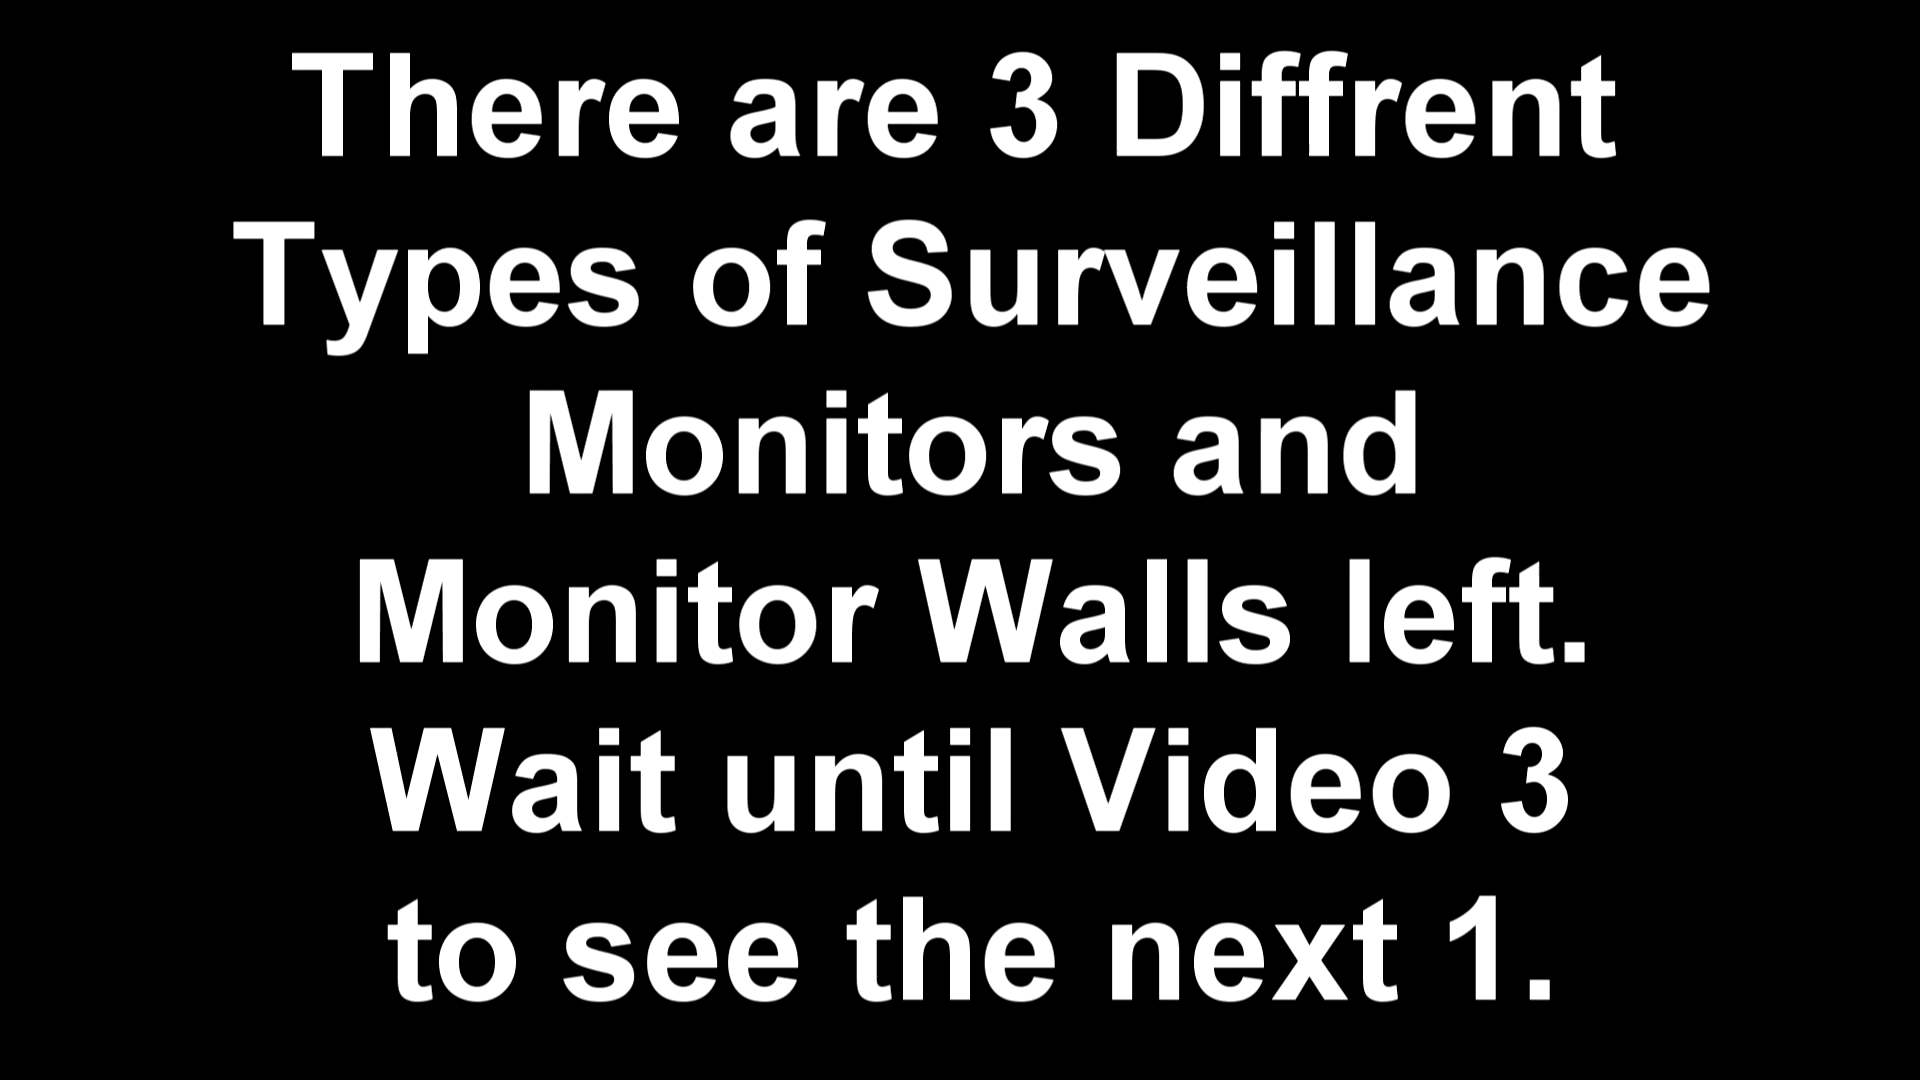 There are 3 Diffrent
Types of Surveillance
Monitors and
Monitor Walls left.
Wait until Video 3
to see the next 1.